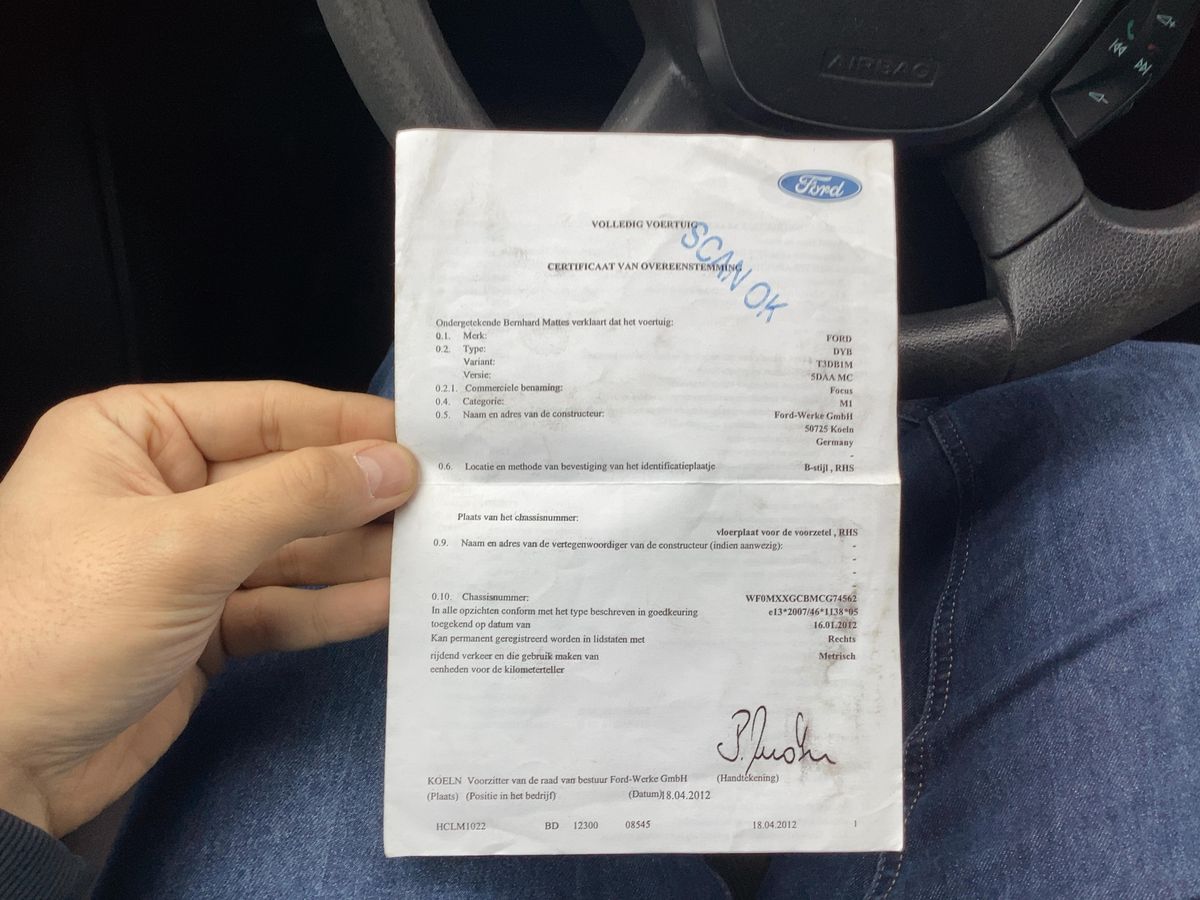 AIRBAG
Ford
VOLLEDIG VOERTUIG
SCAN OK
CERTIFICAAT VAN OVEREENSTEMMING
Ondergetekende Bernhard Mattes verklaart dat het voertuig:
0.1. Merk: FORD
0.2. Type: DYB
Variant: T3DB1M
Versie: 5DAA MC
0.2.1. Commerciele benaming: Focus
0.4. Categorie: M1
0.5. Naam en adres van de constructeur: Ford-Werke GmbH
50725 Koeln
Germany
-
0.6. Locatie en methode van bevestiging van het identificatieplaatje B-stijl , RHS
Plaats van het chassisnummer:
vloerplaat voor de voorzetel , RHS
0.9. Naam en adres van de vertegenwoordiger van de constructeur (indien aanwezig): -
-
-
-
0.10. Chassisnummer: WF0MXXGCBMCG74562
In alle opzichten conform met het type beschreven in goedkeuring e13*2007/46*1138*05
toegekend op datum van 16.01.2012
Kan permanent geregistreerd worden in lidstaten met Rechts
rijdend verkeer en die gebruik maken van Metrisch
eenheden voor de kilometerteller
KOELN Voorzitter van de raad van bestuur Ford-Werke GmbH (Handtekening)
(Plaats) (Positie in het bedrijf) (Datum)18.04.2012
HCLM1022 BD 12300 08545 18.04.2012 1